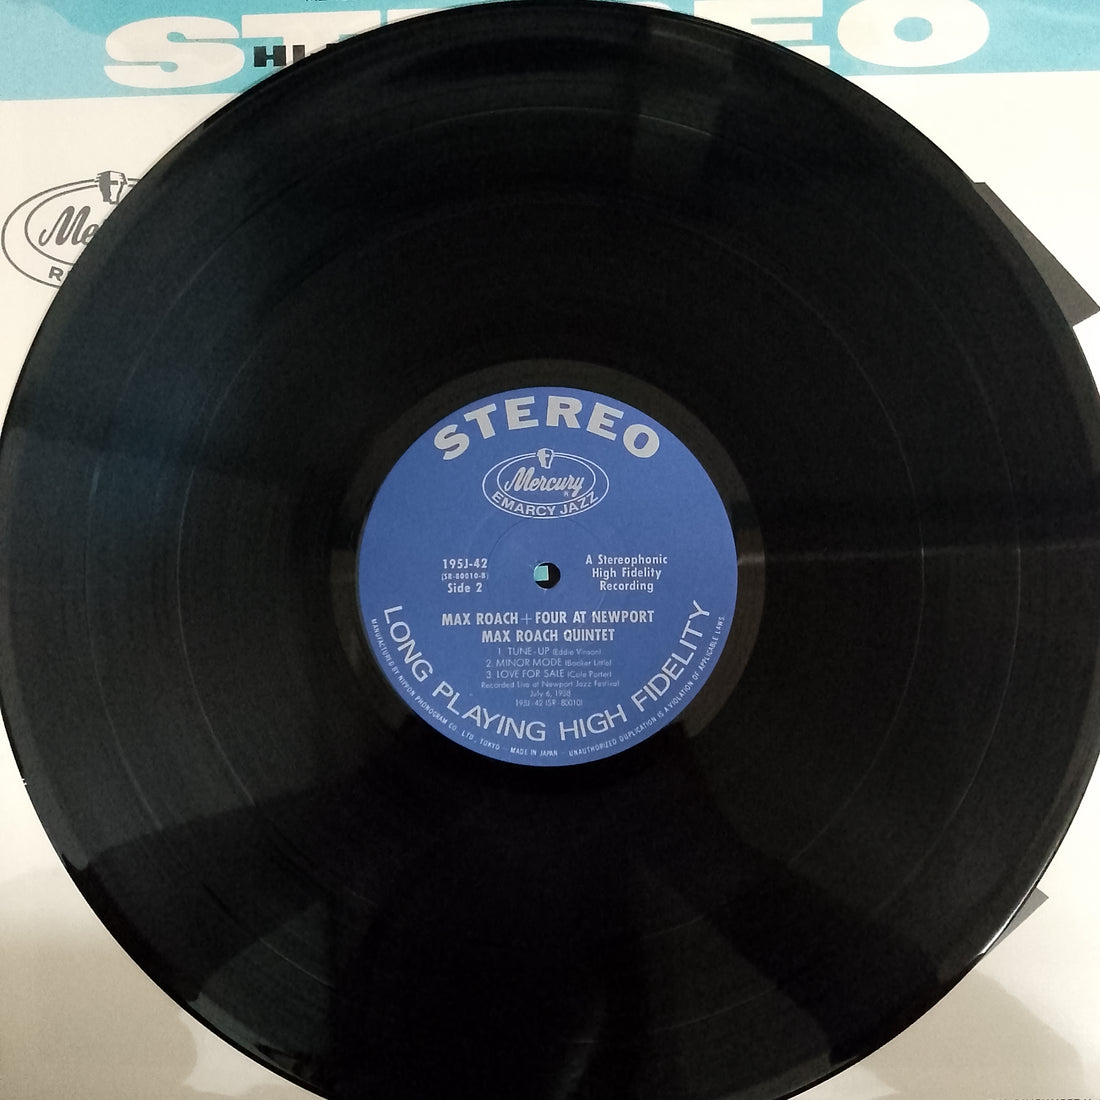 STEREO
HI-
Me
R
STEREO
Mercury
EMARCY JAZZ
195J-42
(SR-80010-B)
Side 2
A Stereophonic
High Fidelity
Recording
MAX ROACH + FOUR AT NEWPORT
MAX ROACH QUINTET
1. TUNE-UP (Eddie Vinson)
2. MINOR MODE (Booker Little)
3. LOVE FOR SALE (Cole Porter)
Recorded Live at Newport Jazz Festival
July 6, 1958
195J-42 (SR-80010)
LONG PLAYING HIGH FIDELITY
MANUFACTURED BY NIPPON PHONOGRAM CO., LTD., TOKYO — MADE IN JAPAN — UNAUTHORIZED DUPLICATION IS A VIOLATION OF APPLICABLE LAWS.